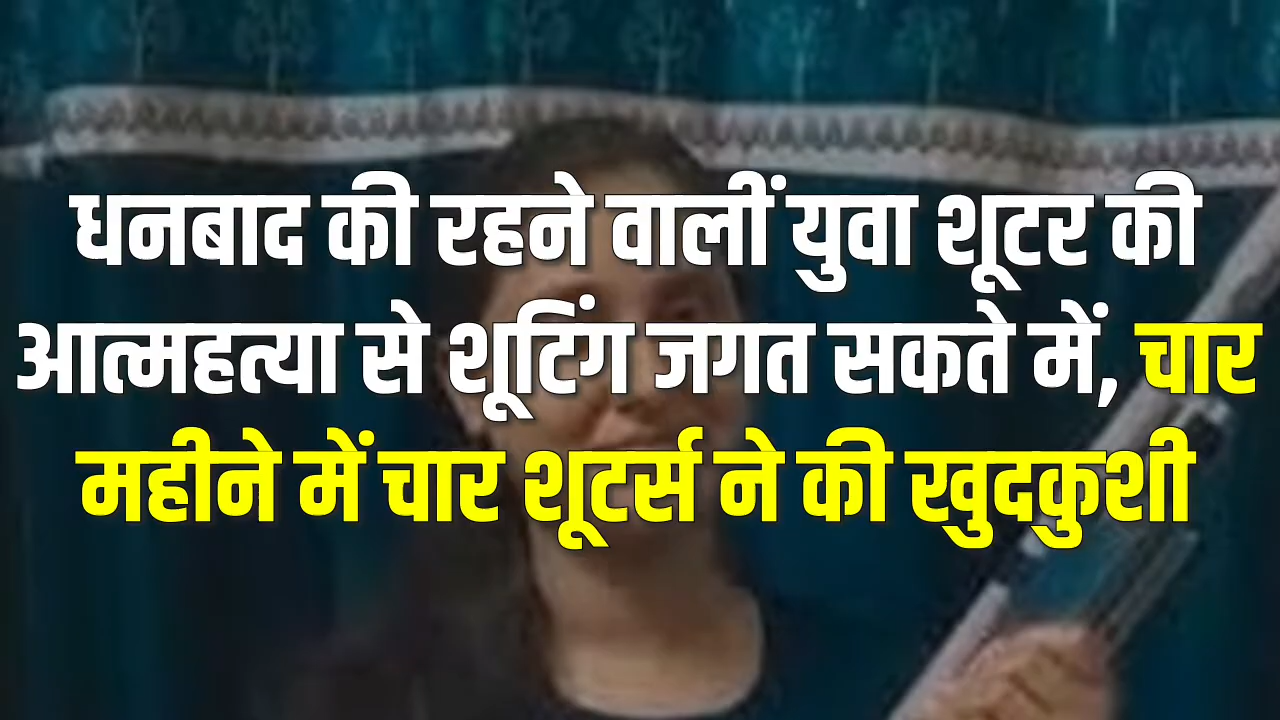 धनबाद की रहने वालीं युवा शूटर की
आत्महत्या से शूटिंग जगत सकते में, चार
महीने में चार शूटर्स ने की खुदकुशी